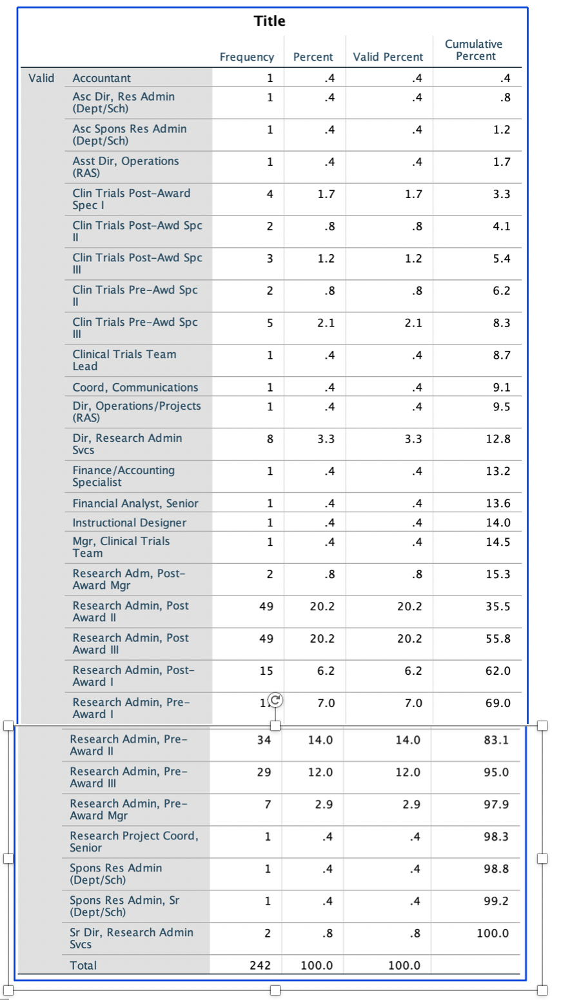 Title
Frequency Percent Valid Percent Cumulative Percent
Valid Accountant 1 .4 .4 .4
Asc Dir, Res Admin (Dept/Sch) 1 .4 .4 .8
Asc Spons Res Admin (Dept/Sch) 1 .4 .4 1.2
Asst Dir, Operations (RAS) 1 .4 .4 1.7
Clin Trials Post-Award Spec I 4 1.7 1.7 3.3
Clin Trials Post-Awd Spc II 2 .8 .8 4.1
Clin Trials Post-Awd Spc III 3 1.2 1.2 5.4
Clin Trials Pre-Awd Spc II 2 .8 .8 6.2
Clin Trials Pre-Awd Spc III 5 2.1 2.1 8.3
Clinical Trials Team Lead 1 .4 .4 8.7
Coord, Communications 1 .4 .4 9.1
Dir, Operations/Projects (RAS) 1 .4 .4 9.5
Dir, Research Admin Svcs 8 3.3 3.3 12.8
Finance/Accounting Specialist 1 .4 .4 13.2
Financial Analyst, Senior 1 .4 .4 13.6
Instructional Designer 1 .4 .4 14.0
Mgr, Clinical Trials Team 1 .4 .4 14.5
Research Adm, Post-Award Mgr 2 .8 .8 15.3
Research Admin, Post Award II 49 20.2 20.2 35.5
Research Admin, Post Award III 49 20.2 20.2 55.8
Research Admin, Post-Award I 15 6.2 6.2 62.0
Research Admin, Pre-Award I 7.0 7.0 69.0
Research Admin, Pre-Award II 34 14.0 14.0 83.1
Research Admin, Pre-Award III 29 12.0 12.0 95.0
Research Admin, Pre-Award Mgr 7 2.9 2.9 97.9
Research Project Coord, Senior 1 .4 .4 98.3
Spons Res Admin (Dept/Sch) 1 .4 .4 98.8
Spons Res Admin, Sr (Dept/Sch) 1 .4 .4 99.2
Sr Dir, Research Admin Svcs 2 .8 .8 100.0
Total 242 100.0 100.0